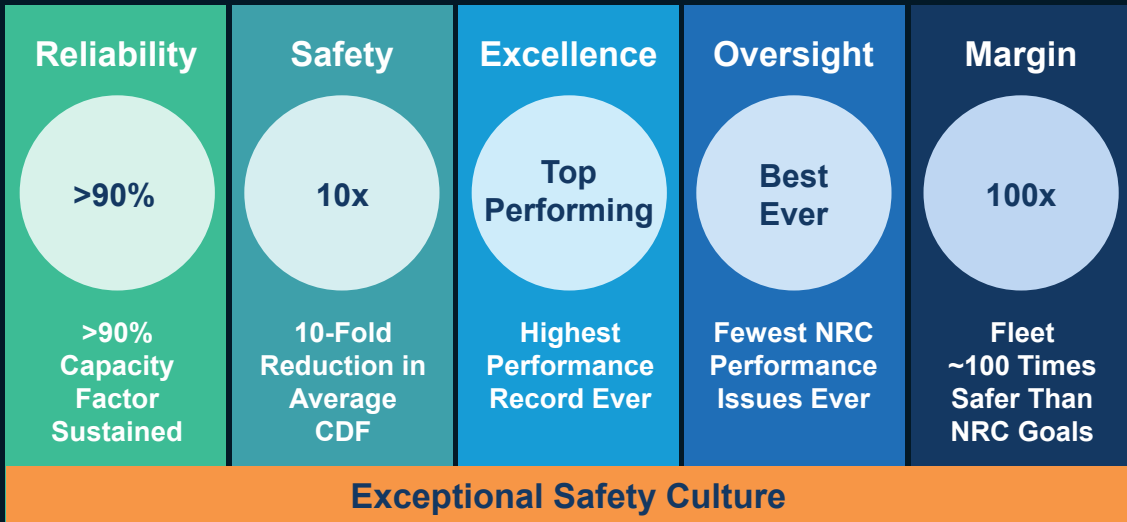 Reliability
>90%
>90%
Capacity
Factor
Sustained
Safety
10x
10-Fold
Reduction in
Average
CDF
Excellence
Top
Performing
Highest
Performance
Record Ever
Oversight
Best
Ever
Fewest NRC
Performance
Issues Ever
Margin
100x
Fleet
~100 Times
Safer Than
NRC Goals
Exceptional Safety Culture